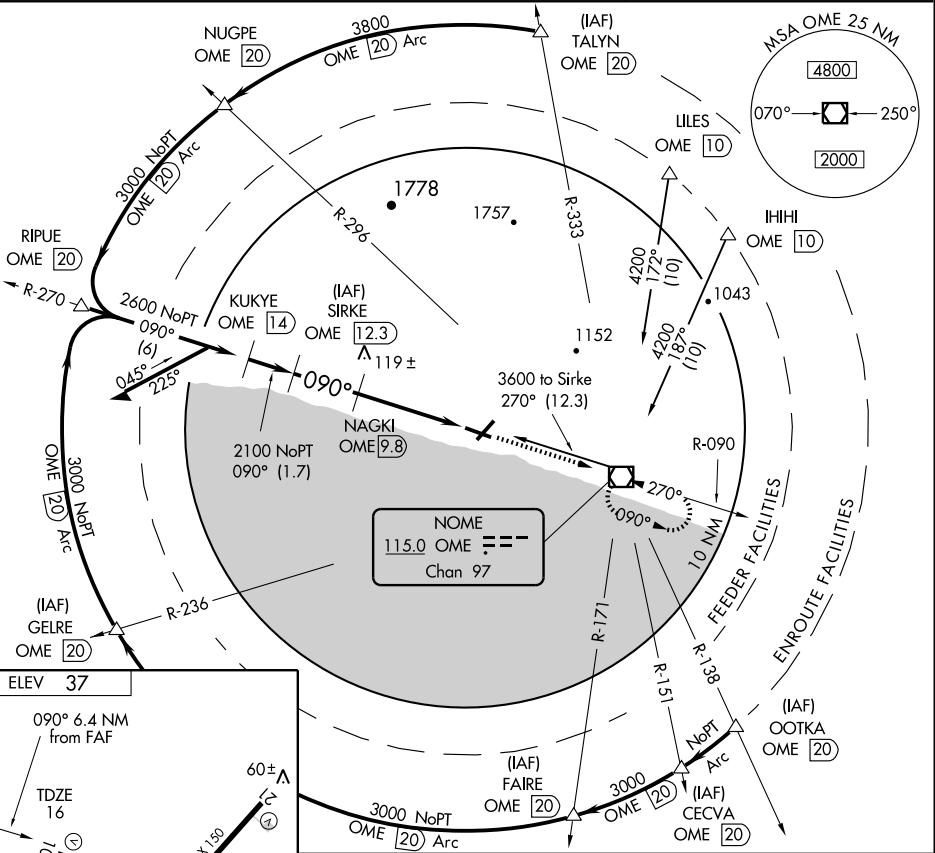 NUGPE
OME 20
3800
OME 20 Arc
(IAF)
TALYN
OME 20
MSA OME 25 NM
4800
070°
250°
2000
LILES
OME 10
3000 NoPT
OME 20 Arc
R-296
1778
1757
R-333
4200
172°
(10)
IHIHI
OME 10
RIPUE
OME 20
R-270
2600 NoPT
090°
(6)
045°
225°
KUKYE
OME 14
(IAF)
SIRKE
OME 12.3
119 ±
1152
4200
187°
(10)
1043
090°
3600 to Sirke
270° (12.3)
NAGKI
OME 9.8
2100 NoPT
090° (1.7)
R-090
270°
090°
10 NM
FEEDER FACILITIES
ENROUTE FACILITIES
NOME
115.0 OME
Chan 97
3000 NoPT
OME 20 Arc
(IAF)
GELRE
OME 20
R-236
R-171
R-151
R-138
(IAF)
OOTKA
OME 20
NoPT
Arc
3000
OME 20
(IAF)
CECVA
OME 20
(IAF)
FAIRE
OME 20
3000 NoPT
OME 20 Arc
ELEV 37
090° 6.4 NM
from FAF
TDZE
16
60±
21
V
V
X 150